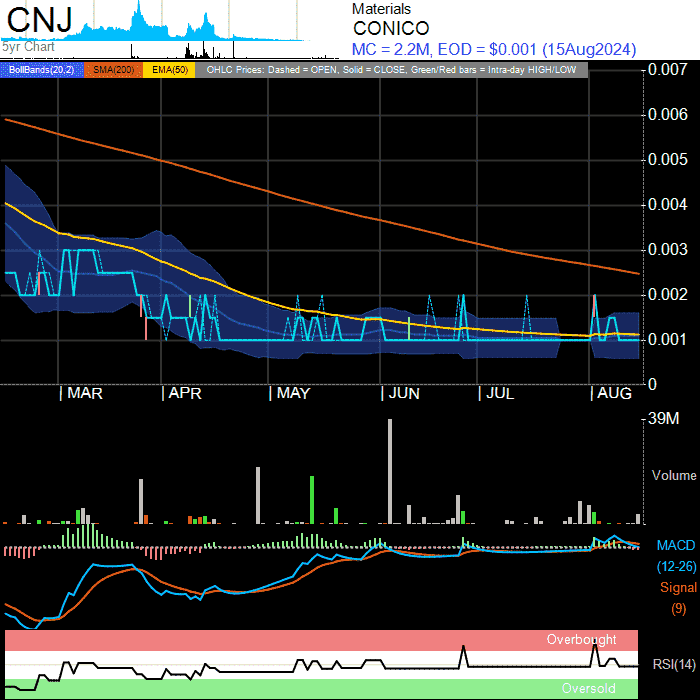 CNJ
5yr Chart
Materials
CONICO
MC = 2.2M, EOD = $0.001 (15Aug2024)
BollBands(20,2) SMA(200) EMA(50) OHLC Prices: Dashed = OPEN, Solid = CLOSE, Green/Red bars = Intra-day HIGH/LOW
0.007
0.006
0.005
0.004
0.003
0.002
0.001
0
| MAR | APR | MAY | JUN | JUL | AUG
39M
Volume
MACD
(12-26)
Signal
(9)
Overbought
RSI(14)
Oversold